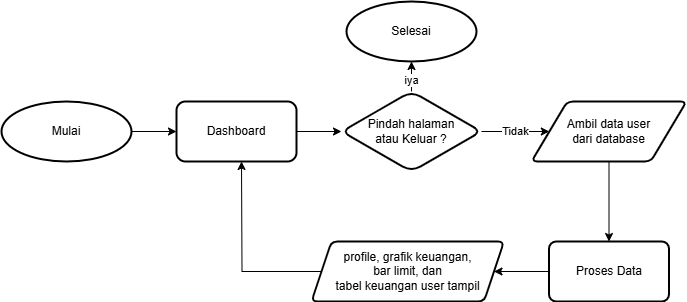 Selesai
iya
Mulai
Dashboard
Pindah halaman
atau Keluar ?
Tidak
Ambil data user
dari database
profile, grafik keuangan,
bar limit, dan
tabel keuangan user tampil
Proses Data